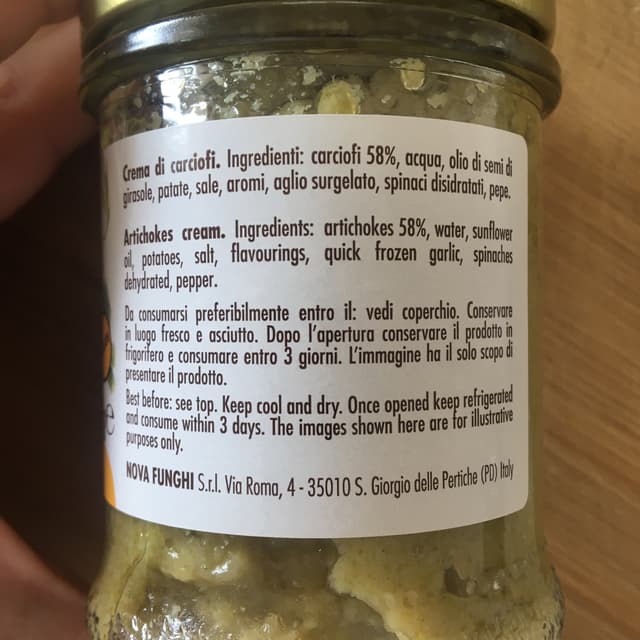 Crema di carciofi. Ingredienti: carciofi 58%, acqua, olio di semi di
girasole, patate, sale, aromi, aglio surgelato, spinaci disidratati, pepe.
Artichokes cream. Ingredients: artichokes 58%, water, sunflower
oil, potatoes, salt, flavourings, quick frozen garlic, spinaches
dehydrated, pepper.
Da consumarsi preferibilmente entro il: vedi coperchio. Conservare
in luogo fresco e asciutto. Dopo l'apertura conservare il prodotto in
frigorifero e consumare entro 3 giorni. L'immagine ha il solo scopo di
presentare il prodotto.
Best before: see top. Keep cool and dry. Once opened keep refrigerated
and consume within 3 days. The images shown here are for illustrative
purposes only.
NOVA FUNGHI S.r.l. Via Roma, 4 - 35010 S. Giorgio delle Pertiche (PD) Italy